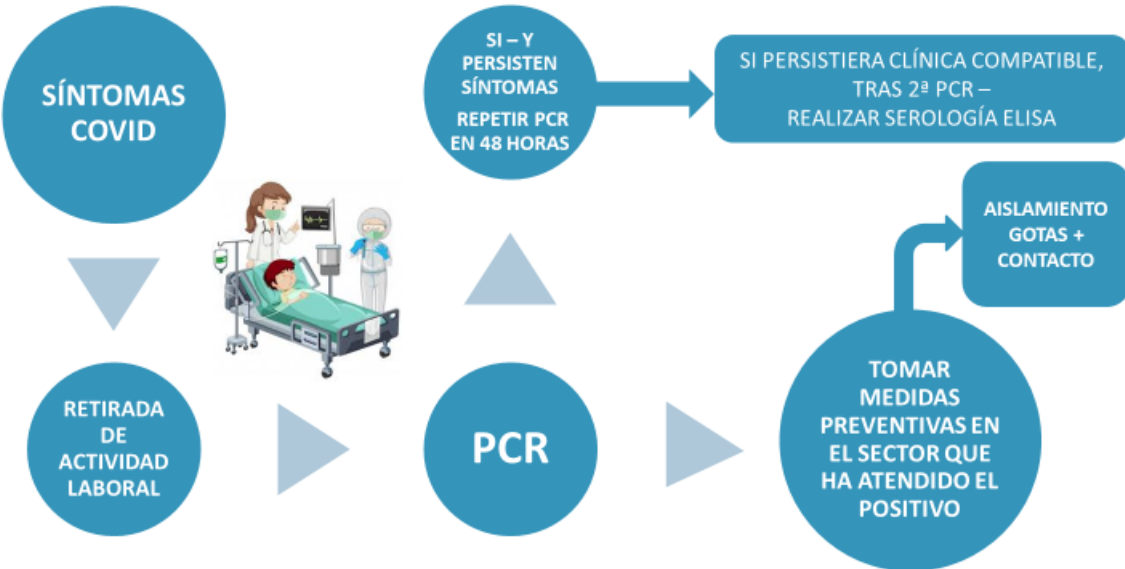 SÍNTOMAS
COVID
RETIRADA
DE
ACTIVIDAD
LABORAL
PCR
SI – Y
PERSISTEN
SÍNTOMAS
REPETIR PCR
EN 48 HORAS
SI PERSISTIERA CLÍNICA COMPATIBLE,
TRAS 2ª PCR –
REALIZAR SEROLOGÍA ELISA
TOMAR
MEDIDAS
PREVENTIVAS EN
EL SECTOR QUE
HA ATENDIDO EL
POSITIVO
AISLAMIENTO
GOTAS +
CONTACTO